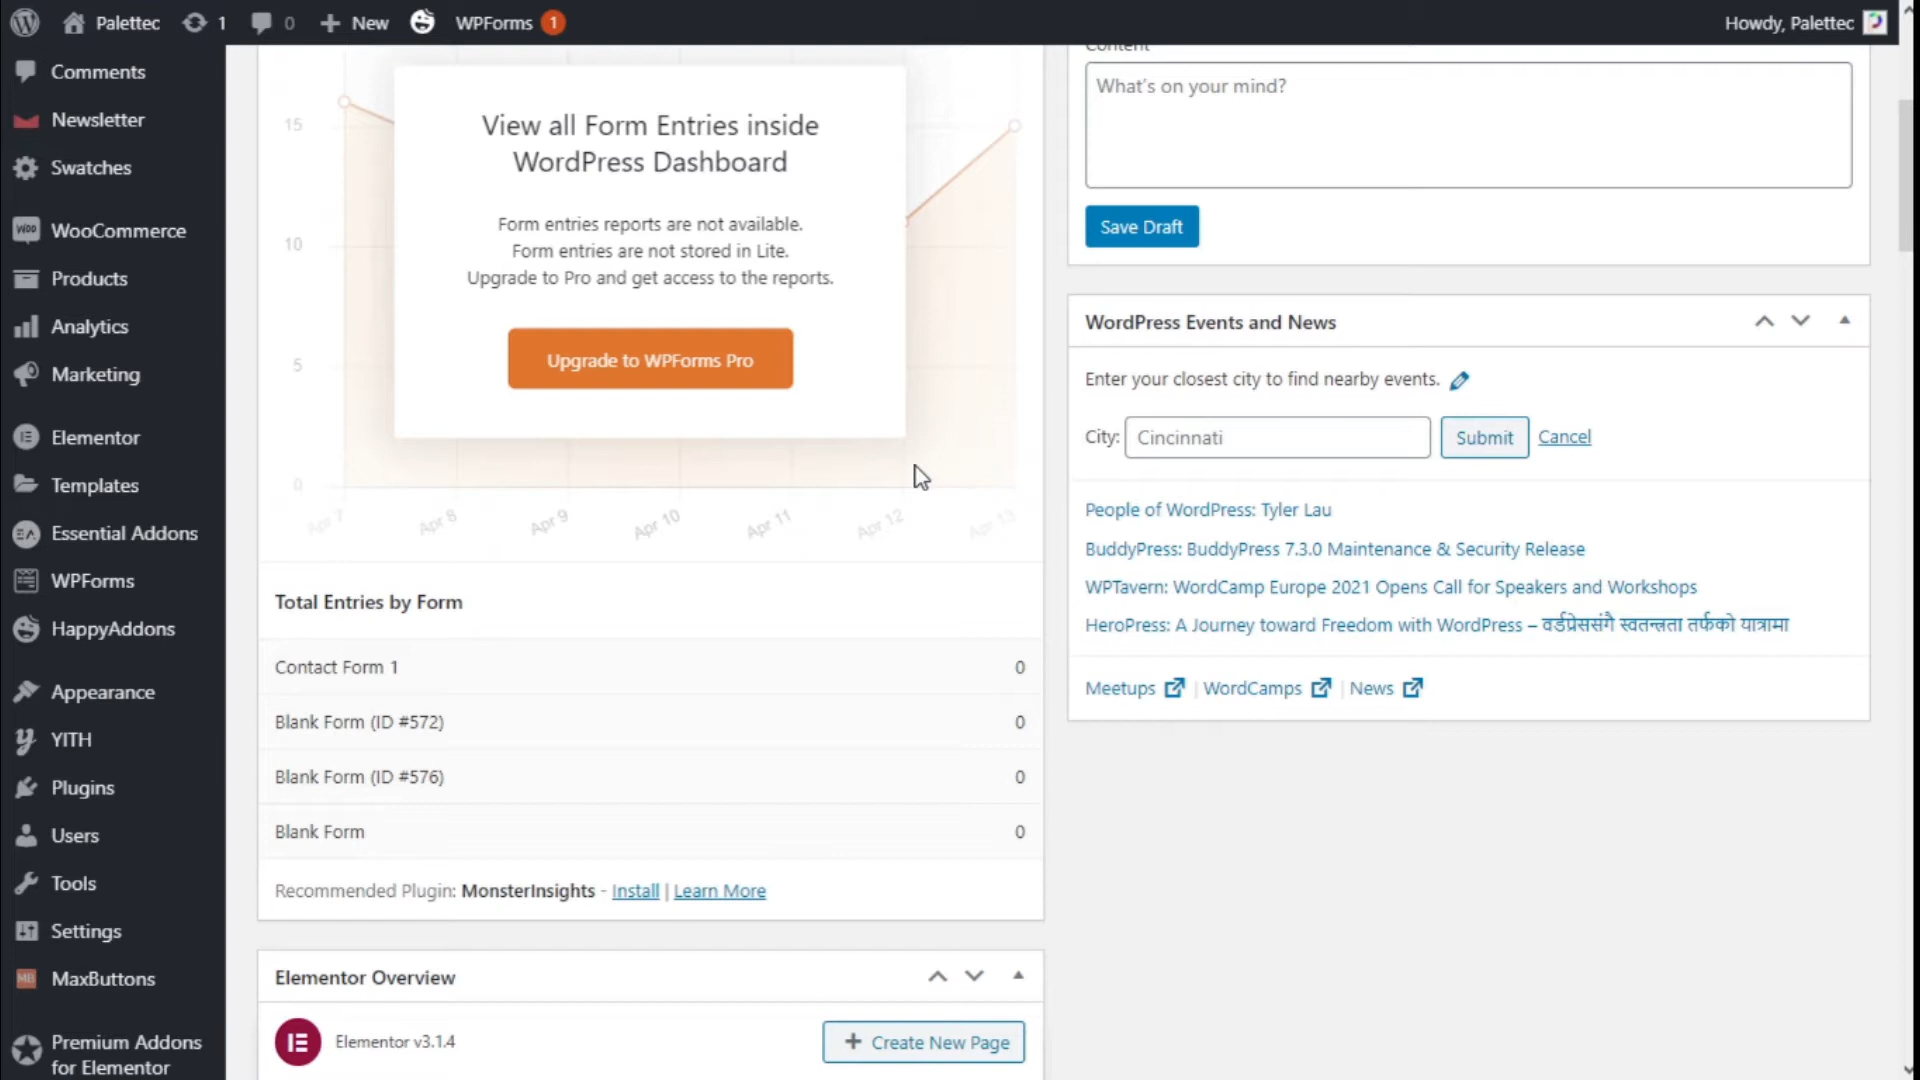 Palettec
1
0
New
WPForms
1
Howdy, Palettec
Comments
Newsletter
Swatches
WooCommerce
Products
Analytics
Marketing
Elementor
Templates
Essential Addons
WPForms
HappyAddons
Appearance
YITH
Plugins
Users
Tools
Settings
MaxButtons
Premium Addons
for Elementor
15
10
5
0
View all Form Entries inside
WordPress Dashboard
Form entries reports are not available.
Form entries are not stored in Lite.
Upgrade to Pro and get access to the reports.
Upgrade to WPForms Pro
Apr 7
Apr 8
Apr 9
Apr 10
Apr 11
Apr 12
Apr 13
Total Entries by Form
Contact Form 1 0
Blank Form (ID #572) 0
Blank Form (ID #576) 0
Blank Form 0
Recommended Plugin: MonsterInsights - Install | Learn More
Elementor Overview
Elementor v3.1.4
Create New Page
Content
What's on your mind?
Save Draft
WordPress Events and News
Enter your closest city to find nearby events.
City: Cincinnati Submit Cancel
People of WordPress: Tyler Lau
BuddyPress: BuddyPress 7.3.0 Maintenance & Security Release
WPTavern: WordCamp Europe 2021 Opens Call for Speakers and Workshops
HeroPress: A Journey toward Freedom with WordPress – वर्डप्रेससंगै स्वतन्त्रता तर्फको यात्रामा
Meetups | WordCamps | News